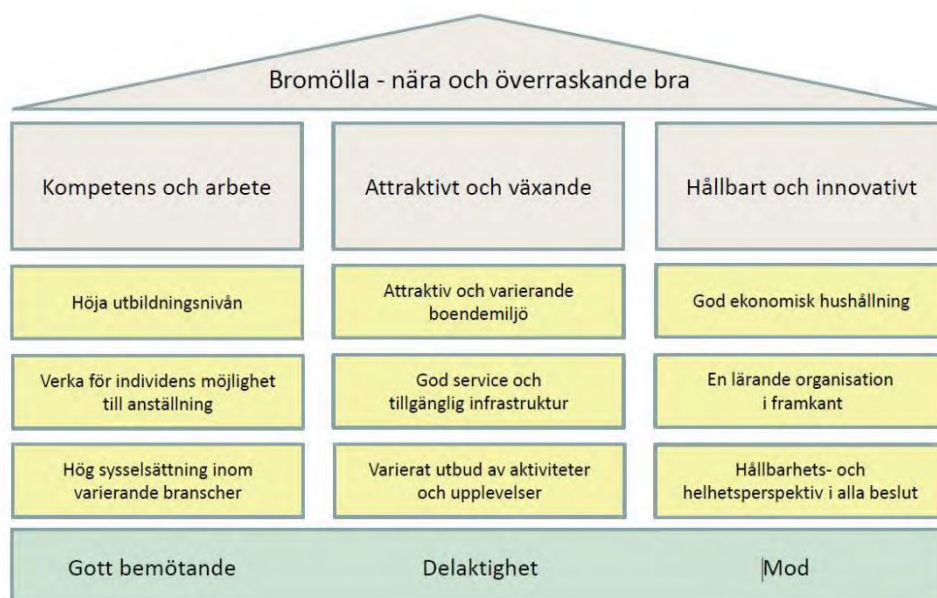 Bromölla - nära och överraskande bra
Kompetens och arbete
Attraktivt och växande
Hållbart och innovativt
Höja utbildningsnivån
Attraktiv och varierande
boendemiljö
God ekonomisk hushållning
Verka för individens möjlighet
till anställning
God service och
tillgänglig infrastruktur
En lärande organisation
i framkant
Hög sysselsättning inom
varierande branscher
Varierat utbud av aktiviteter
och upplevelser
Hållbarhets- och
helhetsperspektiv i alla beslut
Gott bemötande
Delaktighet
Mod